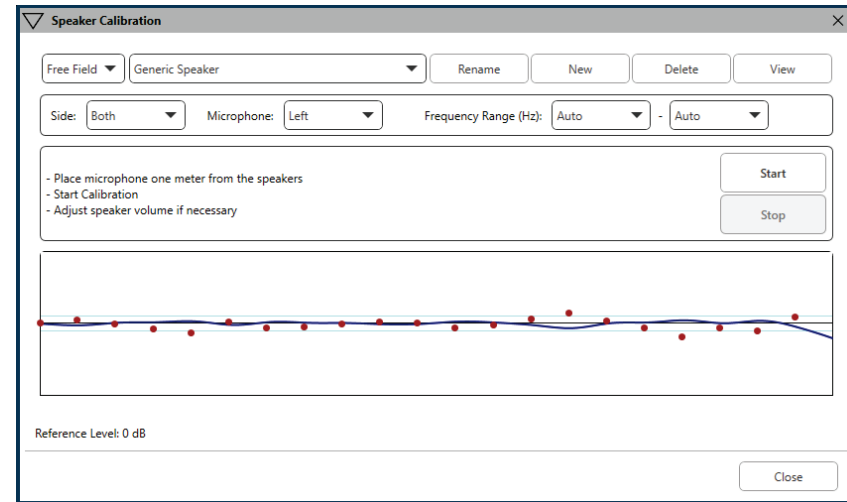 Speaker Calibration
Free Field Generic Speaker Rename New Delete View
Side: Both Microphone: Left Frequency Range (Hz): Auto - Auto
- Place microphone one meter from the speakers
- Start Calibration
- Adjust speaker volume if necessary
Start
Stop
Reference Level: 0 dB
Close